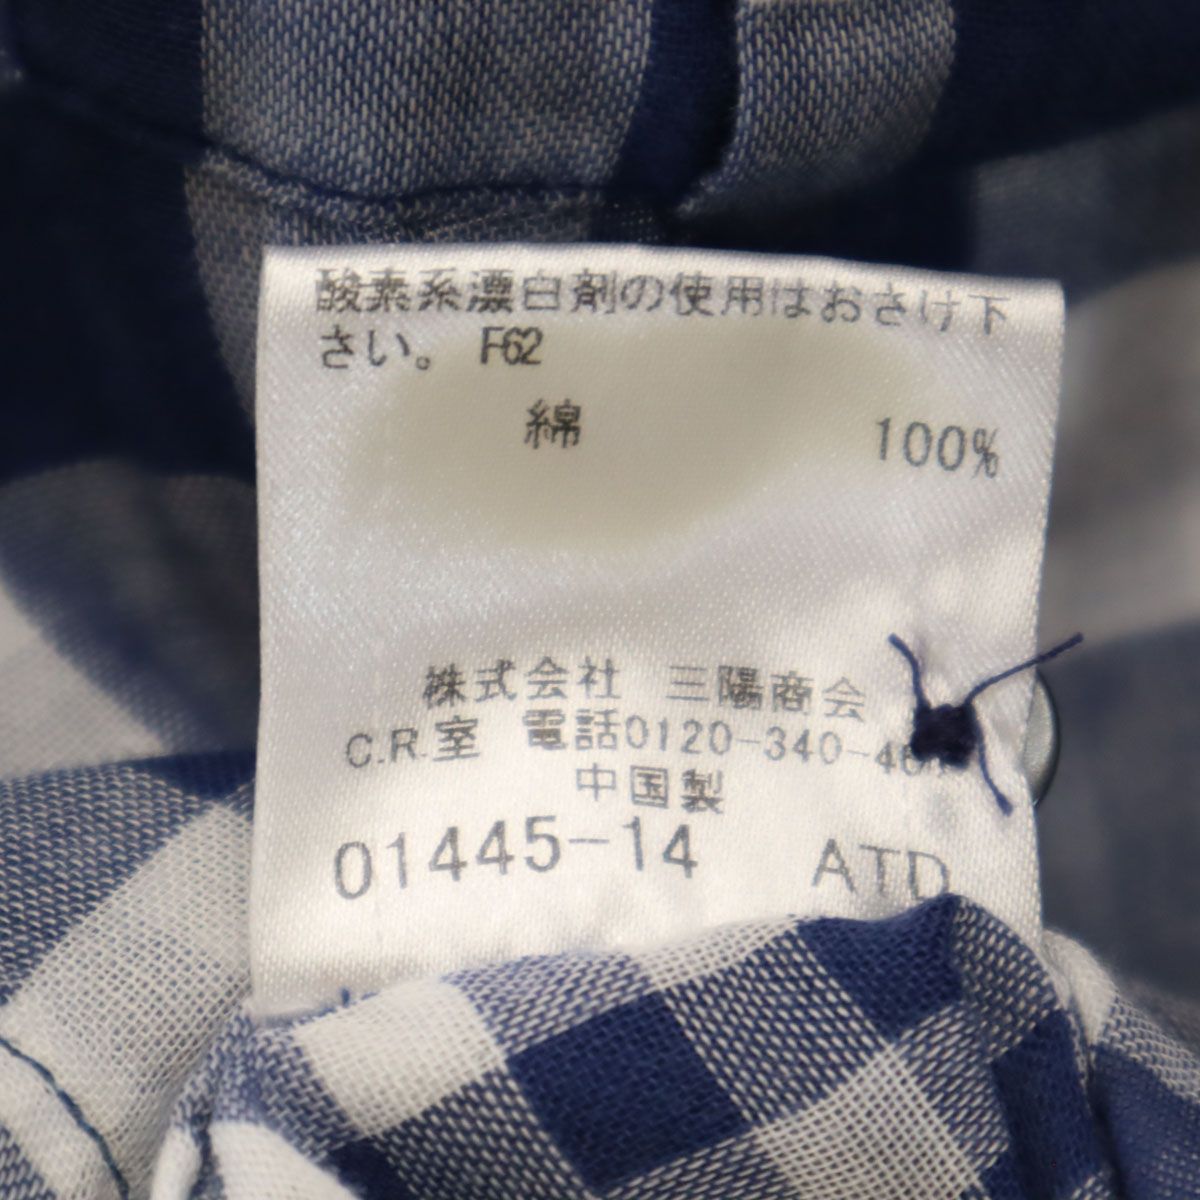 酸素系漂白剤の使用はおさけ下
さい。 F62
綿 100%
株式会社 三陽商会
C.R.室 電話0120-340-46
中国製
01445-14 ATD